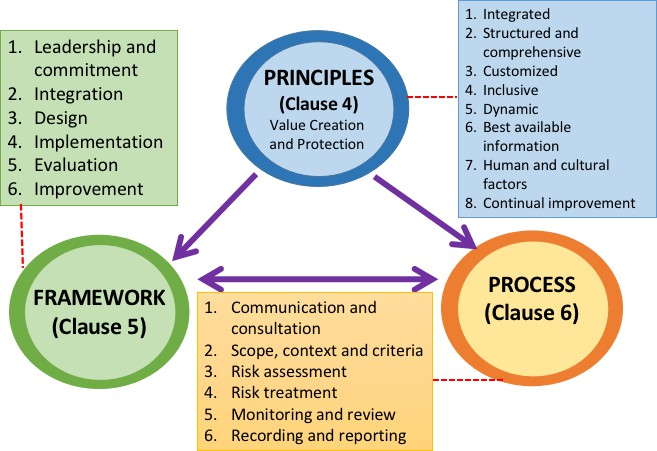 1. Leadership and
commitment
2. Integration
3. Design
4. Implementation
5. Evaluation
6. Improvement
PRINCIPLES
(Clause 4)
Value Creation
and Protection
1. Integrated
2. Structured and
comprehensive
3. Customized
4. Inclusive
5. Dynamic
6. Best available
information
7. Human and cultural
factors
8. Continual improvement
FRAMEWORK
(Clause 5)
PROCESS
(Clause 6)
1. Communication and
consultation
2. Scope, context and criteria
3. Risk assessment
4. Risk treatment
5. Monitoring and review
6. Recording and reporting